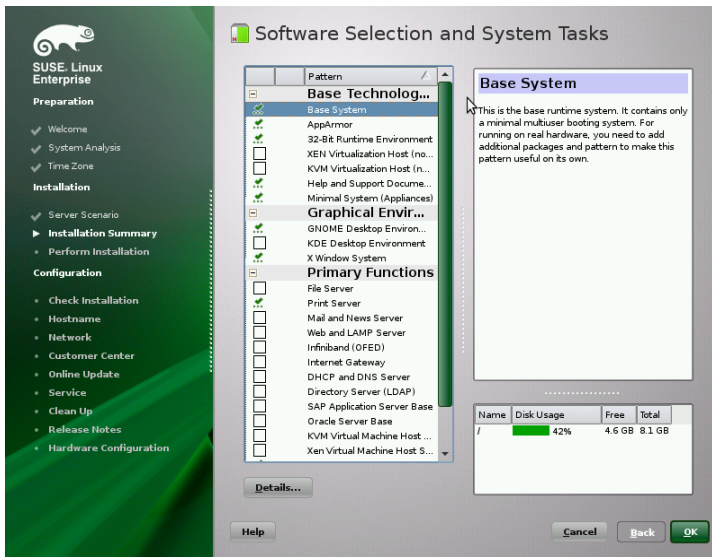 SUSE. Linux
Enterprise
Preparation
Welcome
System Analysis
Time Zone
Installation
Server Scenario
Installation Summary
Perform Installation
Configuration
Check Installation
Hostname
Network
Customer Center
Online Update
Service
Clean Up
Release Notes
Hardware Configuration
Software Selection and System Tasks
Pattern
Base Technolog...
Base System
AppArmor
32-Bit Runtime Environment
XEN Virtualization Host (no...
KVM Virtualization Host (n...
Help and Support Docume...
Minimal System (Appliances)
Graphical Envir...
GNOME Desktop Environ...
KDE Desktop Environment
X Window System
Primary Functions
File Server
Print Server
Mail and News Server
Web and LAMP Server
Infiniband (OFED)
Internet Gateway
DHCP and DNS Server
Directory Server (LDAP)
SAP Application Server Base
Oracle Server Base
KVM Virtual Machine Host ...
Xen Virtual Machine Host S...
Details...
Base System
This is the base runtime system. It contains only
a minimal multiuser booting system. For
running on real hardware, you need to add
additional packages and pattern to make this
pattern useful on its own.
Name Disk Usage Free Total
/ 42% 4.6 GB 8.1 GB
Help Cancel Back OK